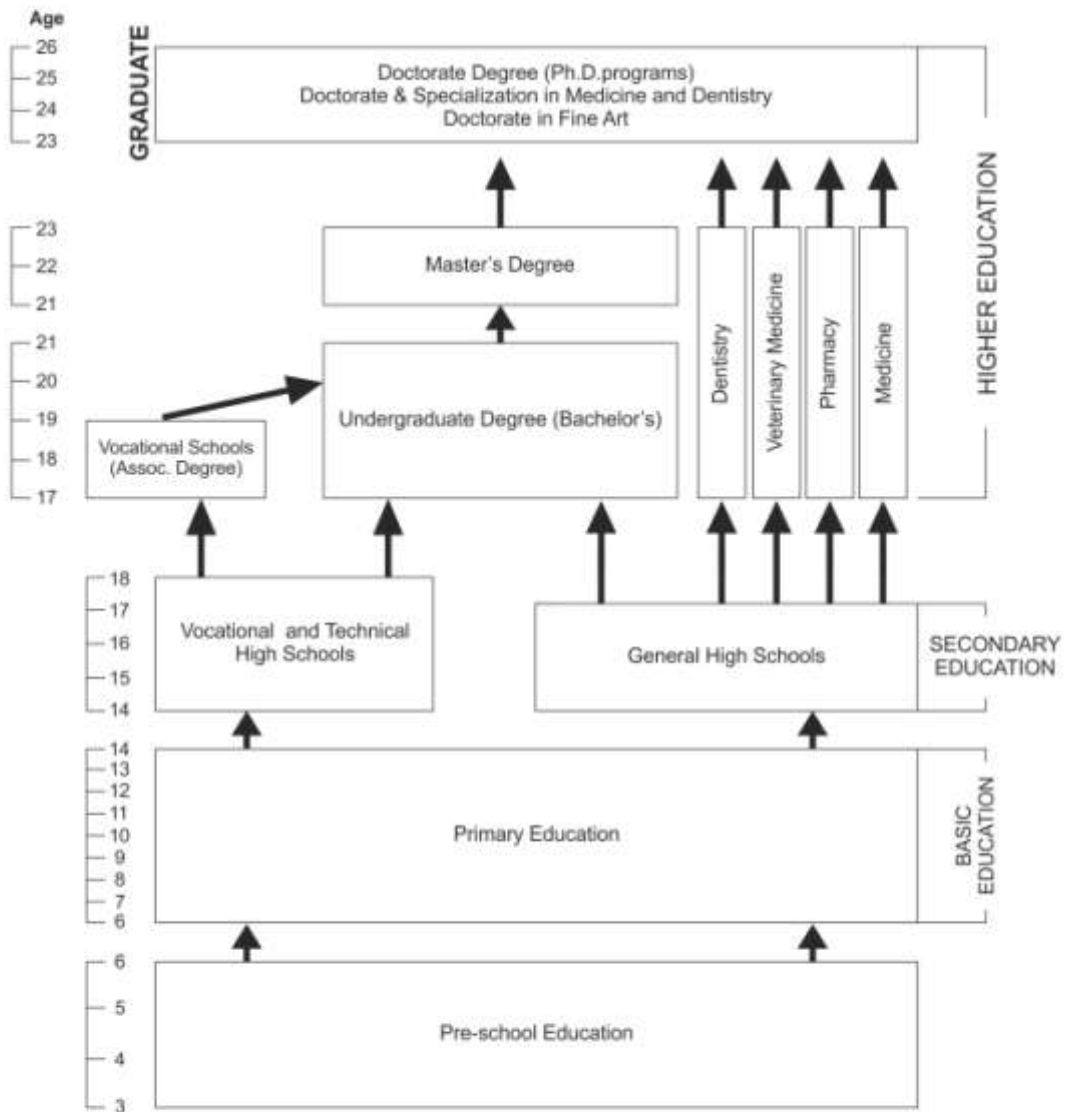 Age
26
25
24
23
GRADUATE
Doctorate Degree (Ph.D.programs)
Doctorate & Specialization in Medicine and Dentistry
Doctorate in Fine Art
HIGHER EDUCATION
23
22
21
Master's Degree
21
20
19
18
17
Vocational Schools
(Assoc. Degree)
Undergraduate Degree (Bachelor's)
Dentistry
Veterinary Medicine
Pharmacy
Medicine
18
17
16
15
14
Vocational and Technical
High Schools
General High Schools
SECONDARY
EDUCATION
14
13
12
11
10
9
8
7
6
Primary Education
BASIC
EDUCATION
6
5
4
3
Pre-school Education